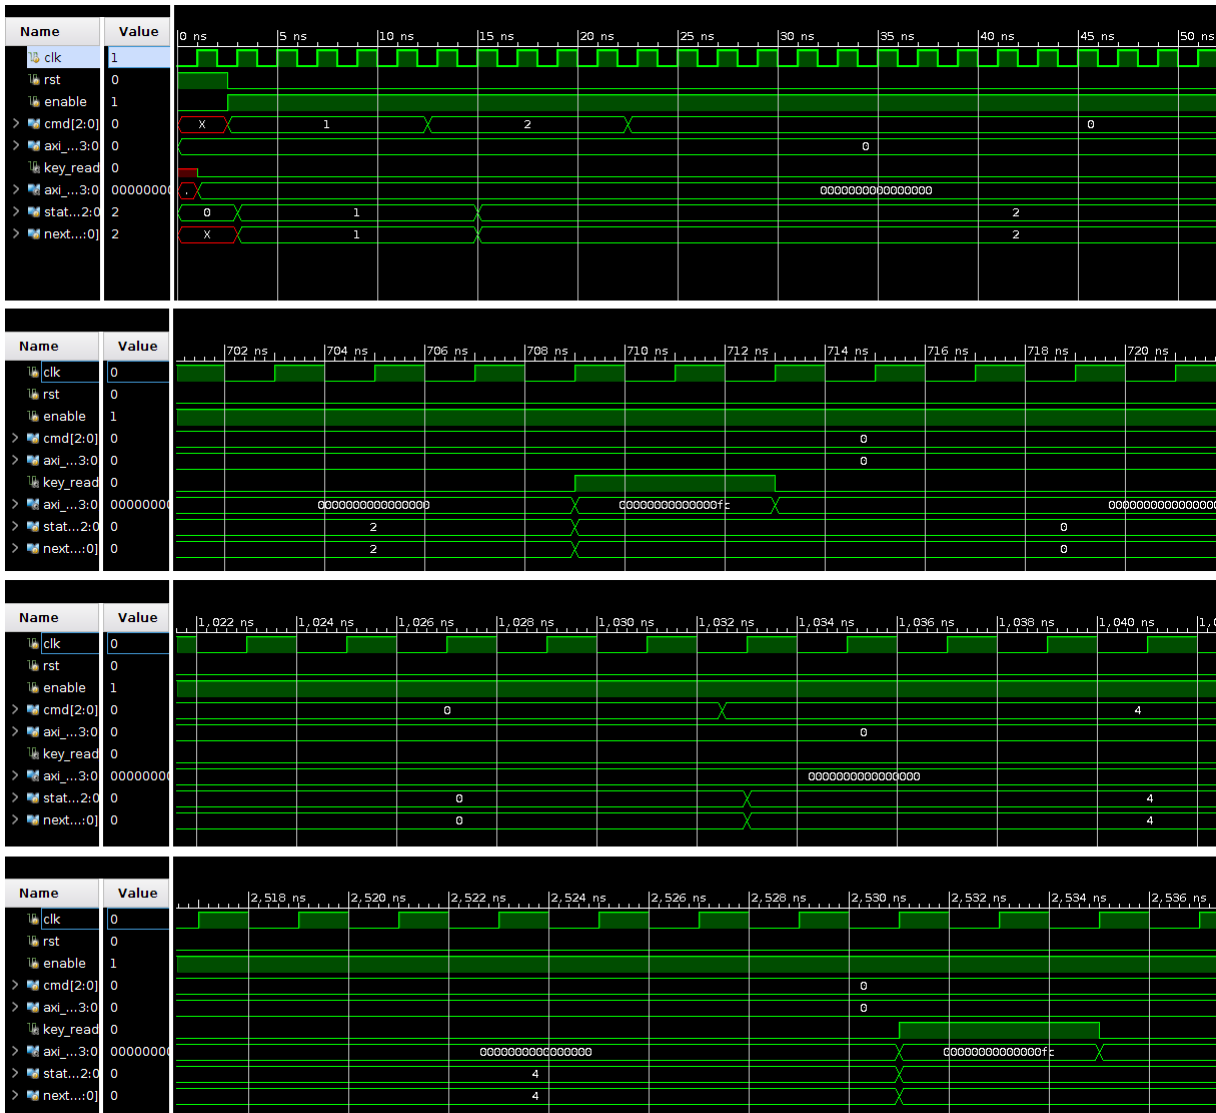 Name Value 0 ns 5 ns 10 ns 15 ns 20 ns 25 ns 30 ns 35 ns 40 ns 45 ns 50 ns
clk 1
rst 0
enable 1
cmd[2:0] 0 X 1 2 0
axi_...3:0 0 0
key_read 0
axi_...3:0 00000000 . 0000000000000000
stat...2:0 2 0 1 2
next...:0] 2 X 1 2
Name Value 702 ns 704 ns 706 ns 708 ns 710 ns 712 ns 714 ns 716 ns 718 ns 720 ns
clk 0
rst 0
enable 1
cmd[2:0] 0 0
axi_...3:0 0 0
key_read 0
axi_...3:0 00000000 0000000000000000 00000000000000fc 000000000000000
stat...2:0 0 2 0
next...:0] 0 2 0
Name Value 1,022 ns 1,024 ns 1,026 ns 1,028 ns 1,030 ns 1,032 ns 1,034 ns 1,036 ns 1,038 ns 1,040 ns 1,0
clk 0
rst 0
enable 1
cmd[2:0] 0 0 4
axi_...3:0 0 0
key_read 0
axi_...3:0 00000000 0000000000000000
stat...2:0 0 0 4
next...:0] 0 0 4
Name Value 2,518 ns 2,520 ns 2,522 ns 2,524 ns 2,526 ns 2,528 ns 2,530 ns 2,532 ns 2,534 ns 2,536 ns
clk 0
rst 0
enable 1
cmd[2:0] 0 0
axi_...3:0 0 0
key_read 0
axi_...3:0 00000000 0000000000000000 00000000000000fc
stat...2:0 0 4
next...:0] 0 4